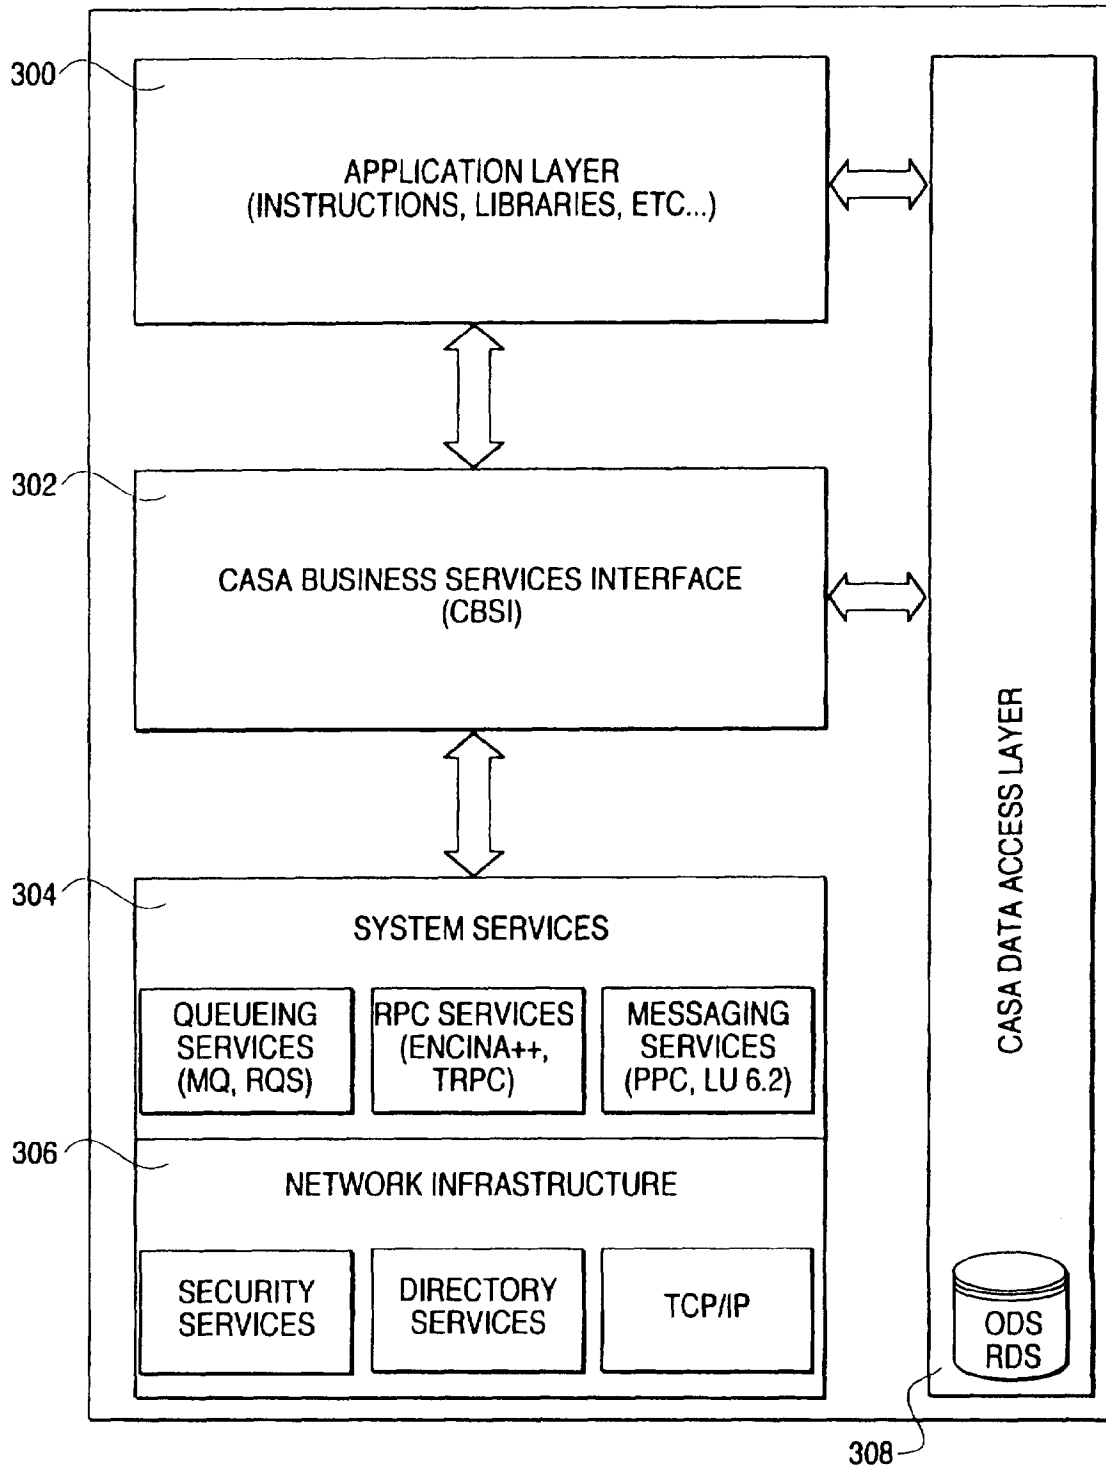 300
APPLICATION LAYER
(INSTRUCTIONS, LIBRARIES, ETC...)
302
CASA BUSINESS SERVICES INTERFACE
(CBSI)
304
SYSTEM SERVICES
QUEUEING
SERVICES
(MQ, RQS)
RPC SERVICES
(ENCINA++,
TRPC)
MESSAGING
SERVICES
(PPC, LU 6.2)
306
NETWORK INFRASTRUCTURE
SECURITY
SERVICES
DIRECTORY
SERVICES
TCP/IP
CASA DATA ACCESS LAYER
ODS
RDS
308